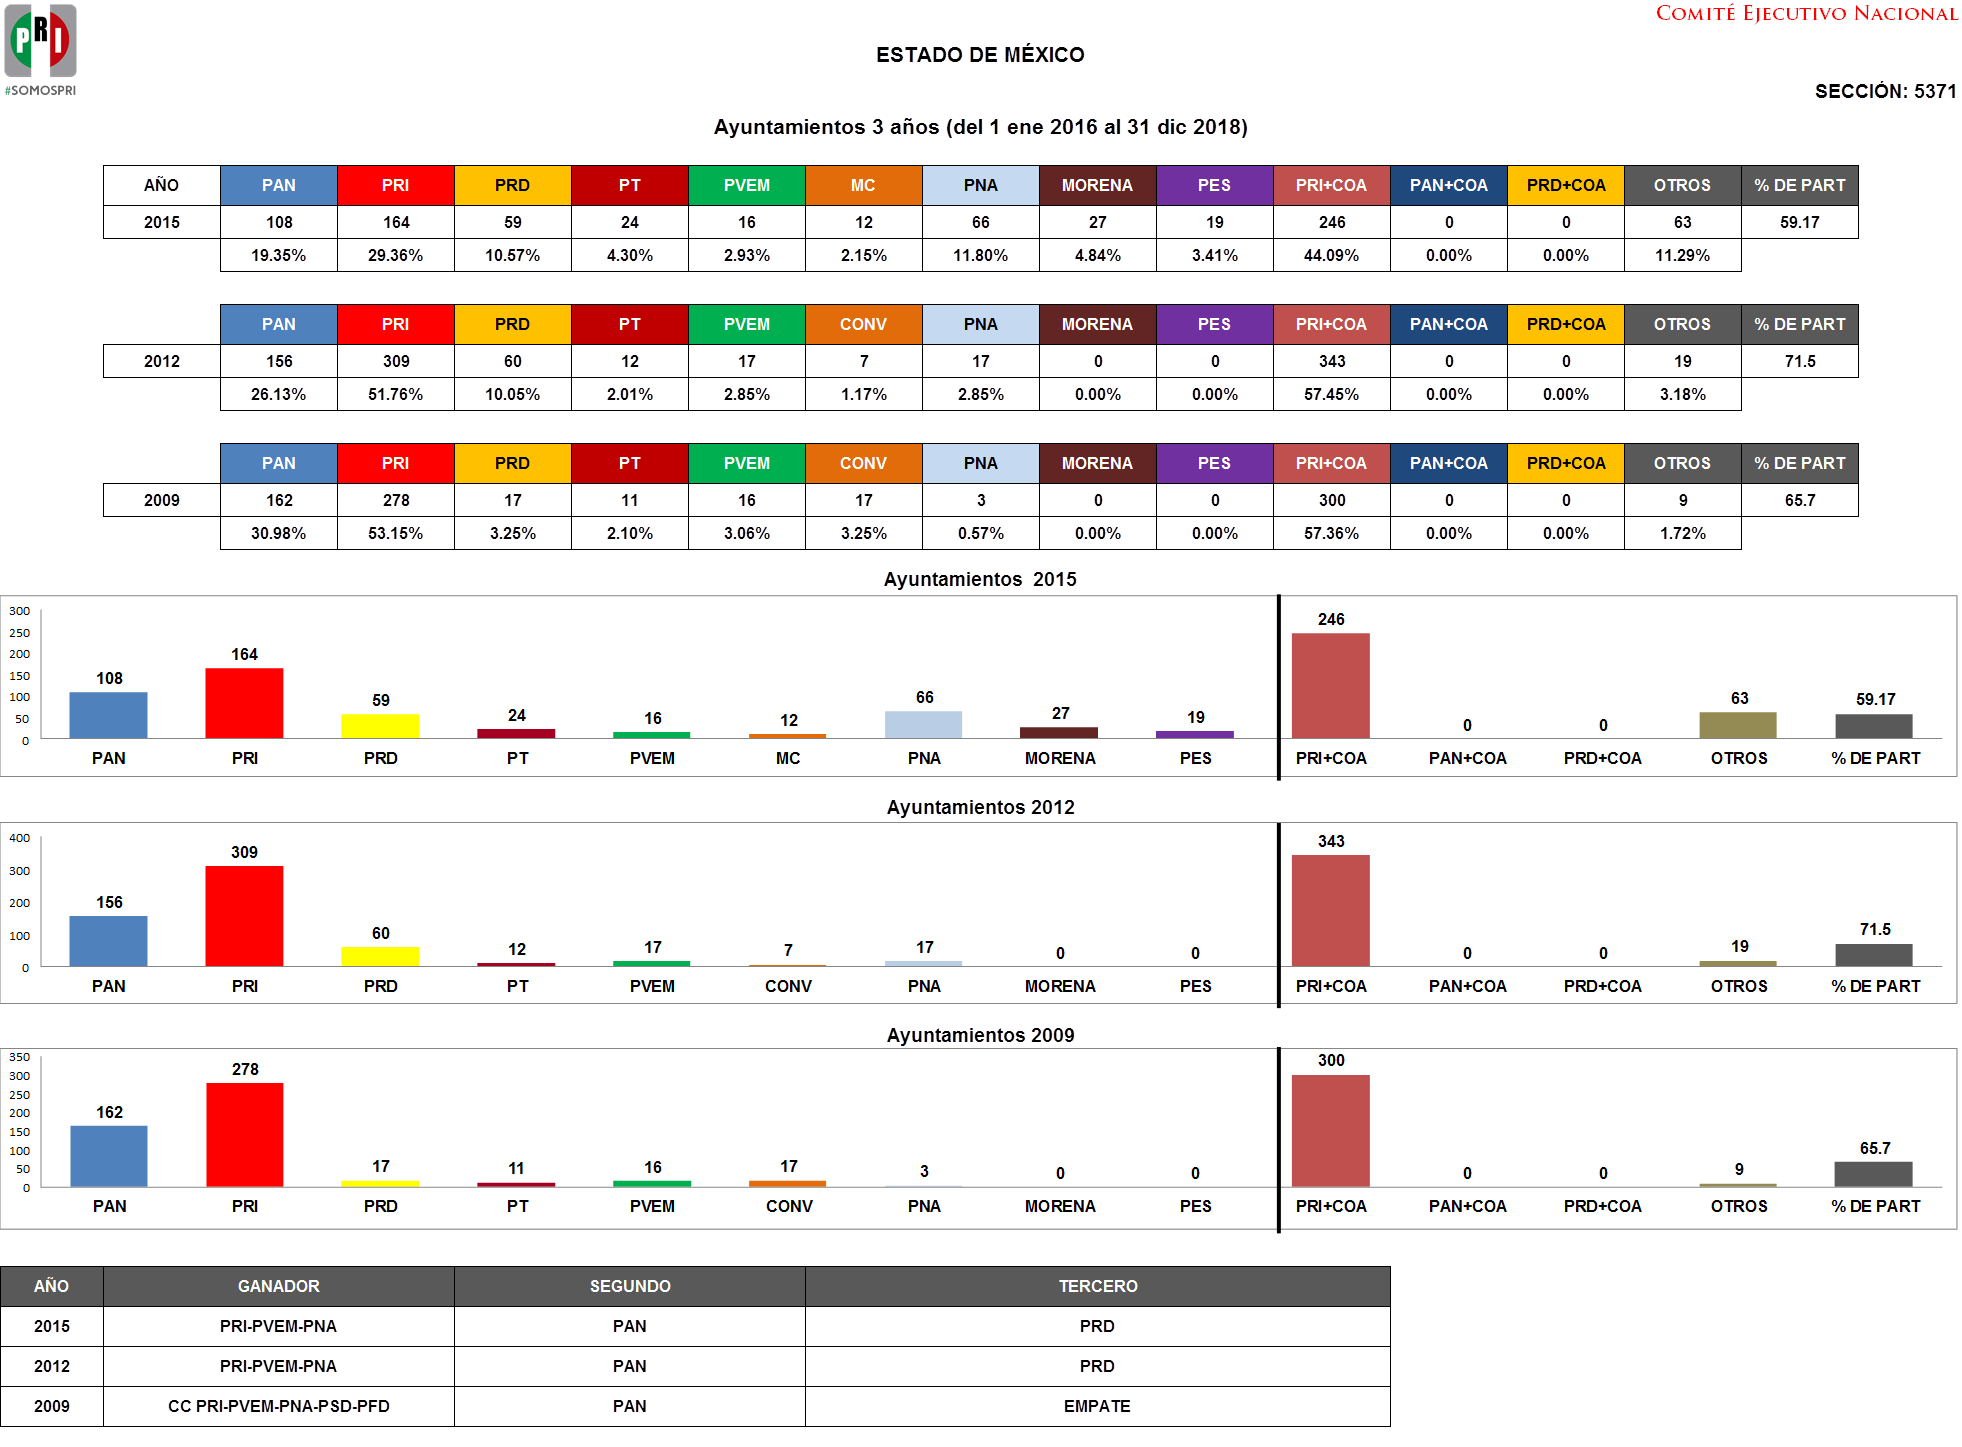 PRI
#SOMOSPRI
COMITÉ EJECUTIVO NACIONAL
ESTADO DE MÉXICO
SECCIÓN: 5371
Ayuntamientos 3 años (del 1 ene 2016 al 31 dic 2018)
AÑO PAN PRI PRD PT PVEM MC PNA MORENA PES PRI+COA PAN+COA PRD+COA OTROS % DE PART
2015 108 164 59 24 16 12 66 27 19 246 0 0 63 59.17
19.35% 29.36% 10.57% 4.30% 2.93% 2.15% 11.80% 4.84% 3.41% 44.09% 0.00% 0.00% 11.29%
PAN PRI PRD PT PVEM CONV PNA MORENA PES PRI+COA PAN+COA PRD+COA OTROS % DE PART
2012 156 309 60 12 17 7 17 0 0 343 0 0 19 71.5
26.13% 51.76% 10.05% 2.01% 2.85% 1.17% 2.85% 0.00% 0.00% 57.45% 0.00% 0.00% 3.18%
PAN PRI PRD PT PVEM CONV PNA MORENA PES PRI+COA PAN+COA PRD+COA OTROS % DE PART
2009 162 278 17 11 16 17 3 0 0 300 0 0 9 65.7
30.98% 53.15% 3.25% 2.10% 3.06% 3.25% 0.57% 0.00% 0.00% 57.36% 0.00% 0.00% 1.72%
Ayuntamientos 2015
300
250
200
150
100
50
0
108 164 59 24 16 12 66 27 19 246 0 0 63 59.17
PAN PRI PRD PT PVEM MC PNA MORENA PES PRI+COA PAN+COA PRD+COA OTROS % DE PART
Ayuntamientos 2012
400
300
200
100
0
156 309 60 12 17 7 17 0 0 343 0 0 19 71.5
PAN PRI PRD PT PVEM CONV PNA MORENA PES PRI+COA PAN+COA PRD+COA OTROS % DE PART
Ayuntamientos 2009
350
300
250
200
150
100
50
0
162 278 17 11 16 17 3 0 0 300 0 0 9 65.7
PAN PRI PRD PT PVEM CONV PNA MORENA PES PRI+COA PAN+COA PRD+COA OTROS % DE PART
AÑO GANADOR SEGUNDO TERCERO
2015 PRI-PVEM-PNA PAN PRD
2012 PRI-PVEM-PNA PAN PRD
2009 CC PRI-PVEM-PNA-PSD-PFD PAN EMPATE